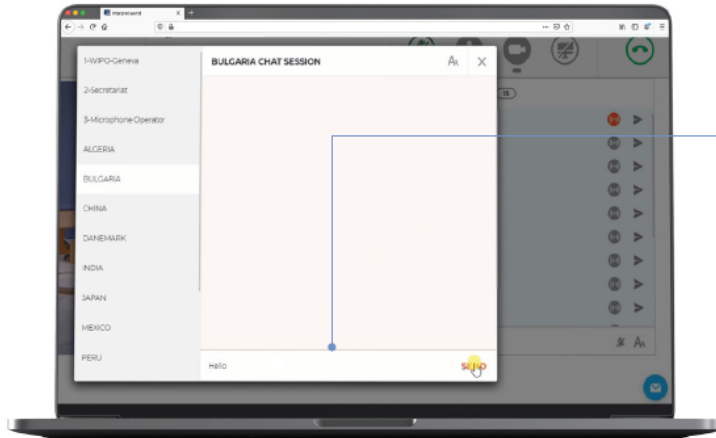 BULGARIA CHAT SESSION
1-WIPO-Geneva
2-Secretariat
3-Microphone Operator
ALGERIA
BULGARIA
CHINA
DANEMARK
INDIA
JAPAN
MEXICO
PERU
Hello
SEND